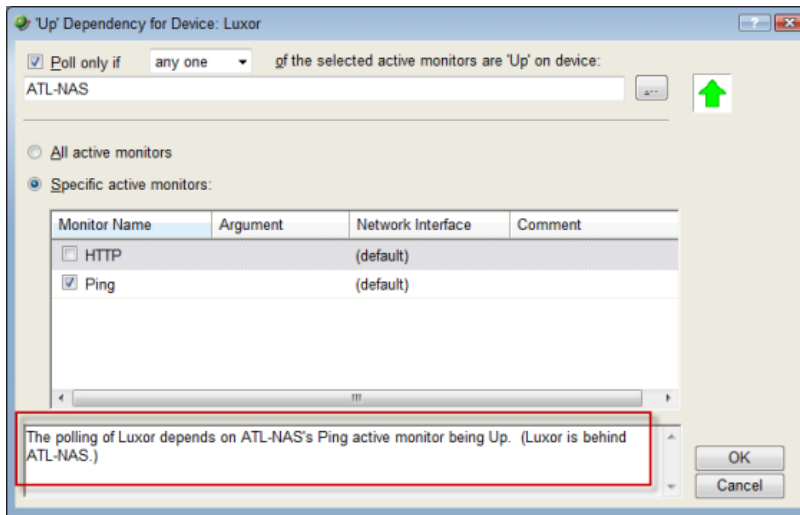 'Up' Dependency for Device: Luxor
Poll only if any one of the selected active monitors are 'Up' on device:
ATL-NAS
...
All active monitors
Specific active monitors:
Monitor Name Argument Network Interface Comment
HTTP (default)
Ping (default)
The polling of Luxor depends on ATL-NAS's Ping active monitor being Up. (Luxor is behind
ATL-NAS.)
OK
Cancel